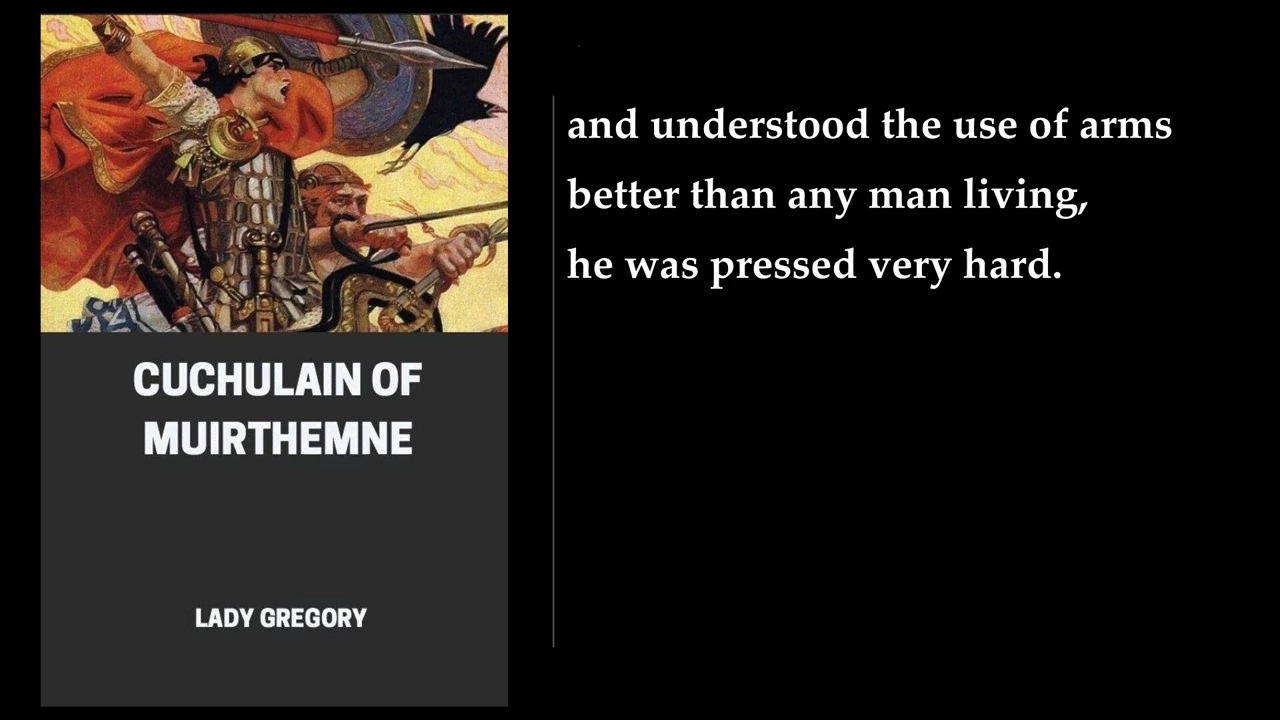 CUCHULAIN OF
MUIRTHEMNE
LADY GREGORY
and understood the use of arms
better than any man living,
he was pressed very hard.